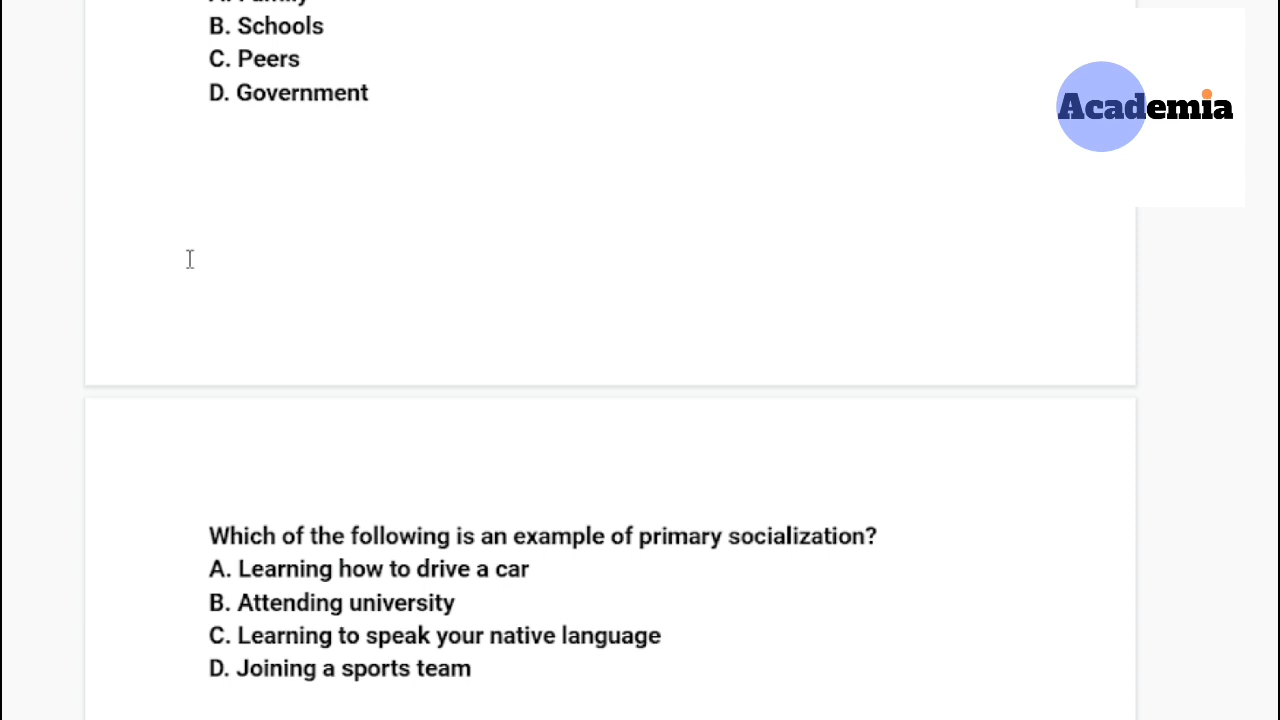 A. Family
B. Schools
C. Peers
D. Government
Academia
Which of the following is an example of primary socialization?
A. Learning how to drive a car
B. Attending university
C. Learning to speak your native language
D. Joining a sports team